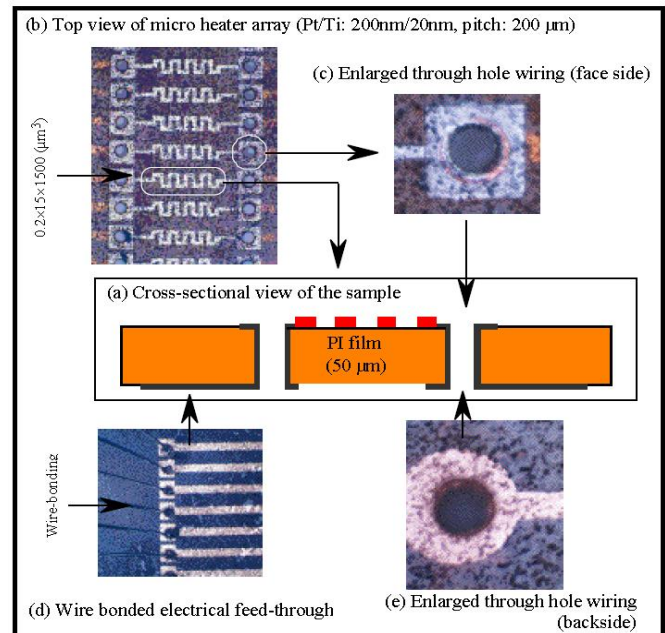 (b) Top view of micro heater array (Pt/Ti: 200nm/20nm, pitch: 200 μm)
(c) Enlarged through hole wiring (face side)
0.2×15×1500 (μm³)
(a) Cross-sectional view of the sample
PI film
(50 μm)
Wire-bonding
(d) Wire bonded electrical feed-through
(e) Enlarged through hole wiring
(backside)